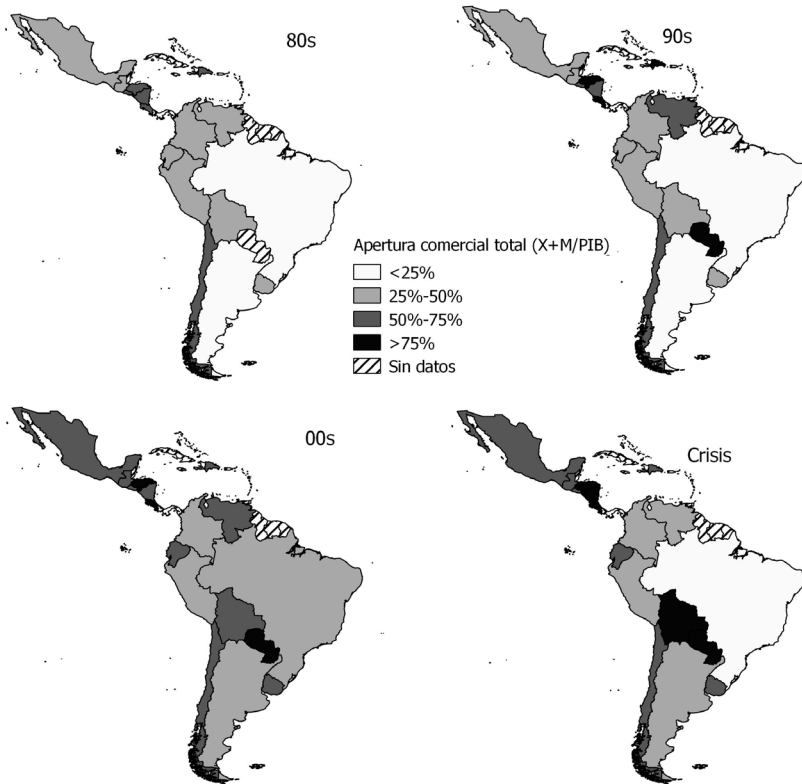 80s
90s
Apertura comercial total (X+M/PIB)
<25%
25%-50%
50%-75%
>75%
Sin datos
00s
Crisis